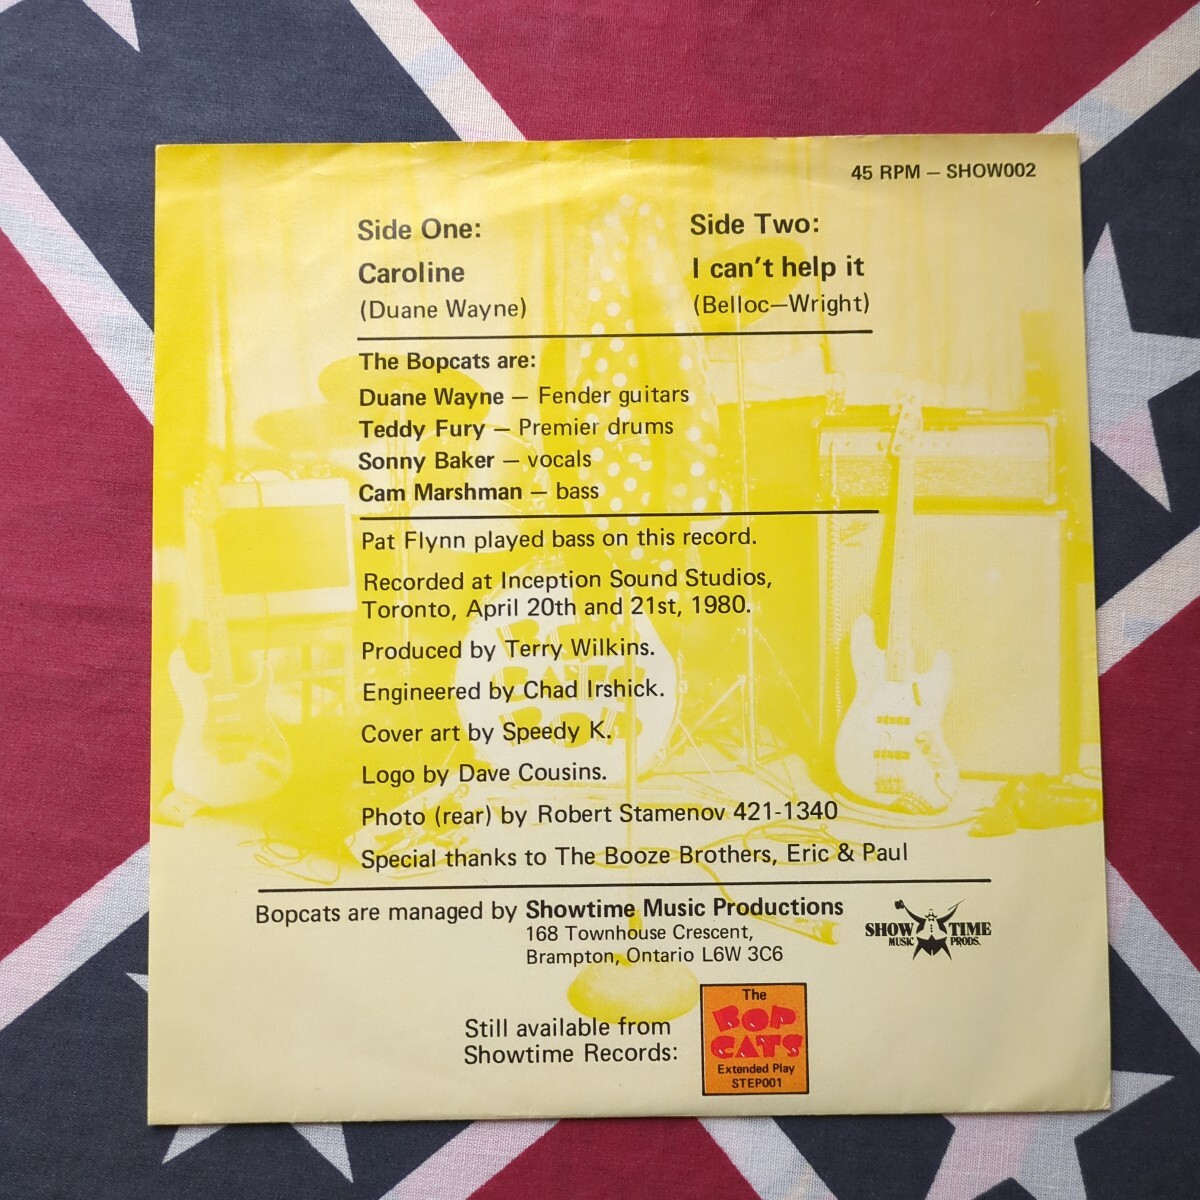 45 RPM – SHOW002
Side One:
Caroline
(Duane Wayne)
Side Two:
I can't help it
(Belloc–Wright)
The Bopcats are:
Duane Wayne – Fender guitars
Teddy Fury – Premier drums
Sonny Baker – vocals
Cam Marshman – bass
Pat Flynn played bass on this record.
Recorded at Inception Sound Studios,
Toronto, April 20th and 21st, 1980.
Produced by Terry Wilkins.
Engineered by Chad Irshick.
Cover art by Speedy K.
Logo by Dave Cousins.
Photo (rear) by Robert Stamenov 421-1340
Special thanks to The Booze Brothers, Eric & Paul
Bopcats are managed by Showtime Music Productions
168 Townhouse Crescent,
Brampton, Ontario L6W 3C6
SHOW TIME
MUSIC PRODS.
Still available from
Showtime Records:
The
BOP
CATS
Extended Play
STEP001